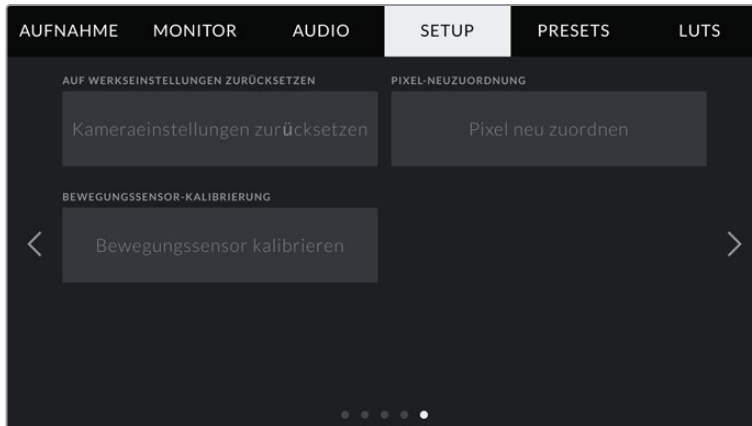 AUFNAHME MONITOR AUDIO SETUP PRESETS LUTS
AUF WERKSEINSTELLUNGEN ZURÜCKSETZEN PIXEL-NEUZUORDNUNG
Kameraeinstellungen zurücksetzen Pixel neu zuordnen
BEWEGUNGSSENSOR-KALIBRIERUNG
Bewegungssensor kalibrieren